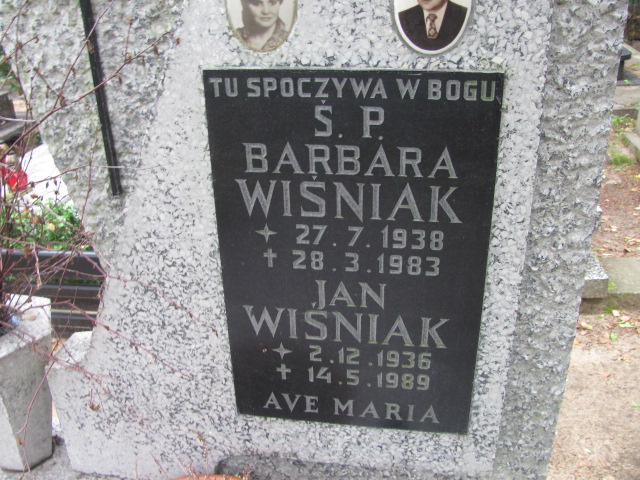 TU SPOCZYWA W BOGU
Ś. P.
BARBARA
WIŚNIAK
27. 7. 1938
✝ 28. 3. 1983
JAN
WIŚNIAK
2. 12. 1936
✝ 14. 5. 1989
AVE MARIA